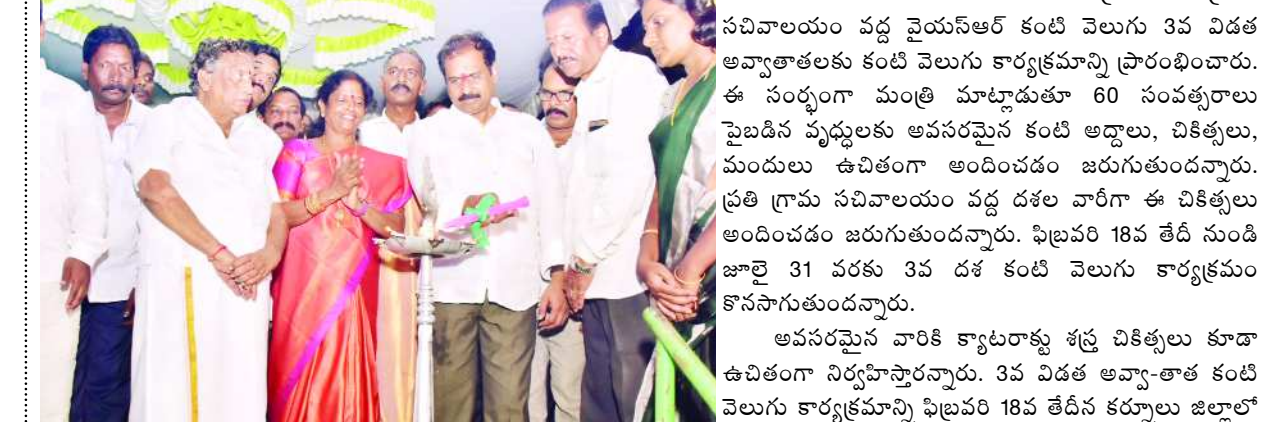 సచివాలయం వద్ద వైయస్ఆర్ కంటి వెలుగు 3వ విడత
అవ్వాతాతలకు కంటి వెలుగు కార్యక్రమాన్ని ప్రారంభించారు.
ఈ సంర్భంగా మంత్రి మాట్లాడుతూ 60 సంవత్సరాలు
పైబడిన వృధ్ధులకు అవసరమైన కంటి అద్దాలు, చికిత్సలు,
మందులు ఉచితంగా అందించడం జరుగుతుందన్నారు.
ప్రతి గ్రామ సచివాలయం వద్ద దశల వారీగా ఈ చికిత్సలు
అందించడం జరుగుతుందన్నారు. ఫిబ్రవరి 18వ తేదీ నుండి
జూలై 31 వరకు 3వ దశ కంటి వెలుగు కార్యక్రమం
కొనసాగుతుందన్నారు.
అవసరమైన వారికి క్యాటరాక్టు శస్త్ర చికిత్సలు కూడా
ఉచితంగా నిర్వహిస్తారన్నారు. 3వ విడత అవ్వా-తాత కంటి
వెలుగు కార్యక్రమాన్ని ఫిబ్రవరి 18వ తేదీన కర్నూలు జిల్లాలో